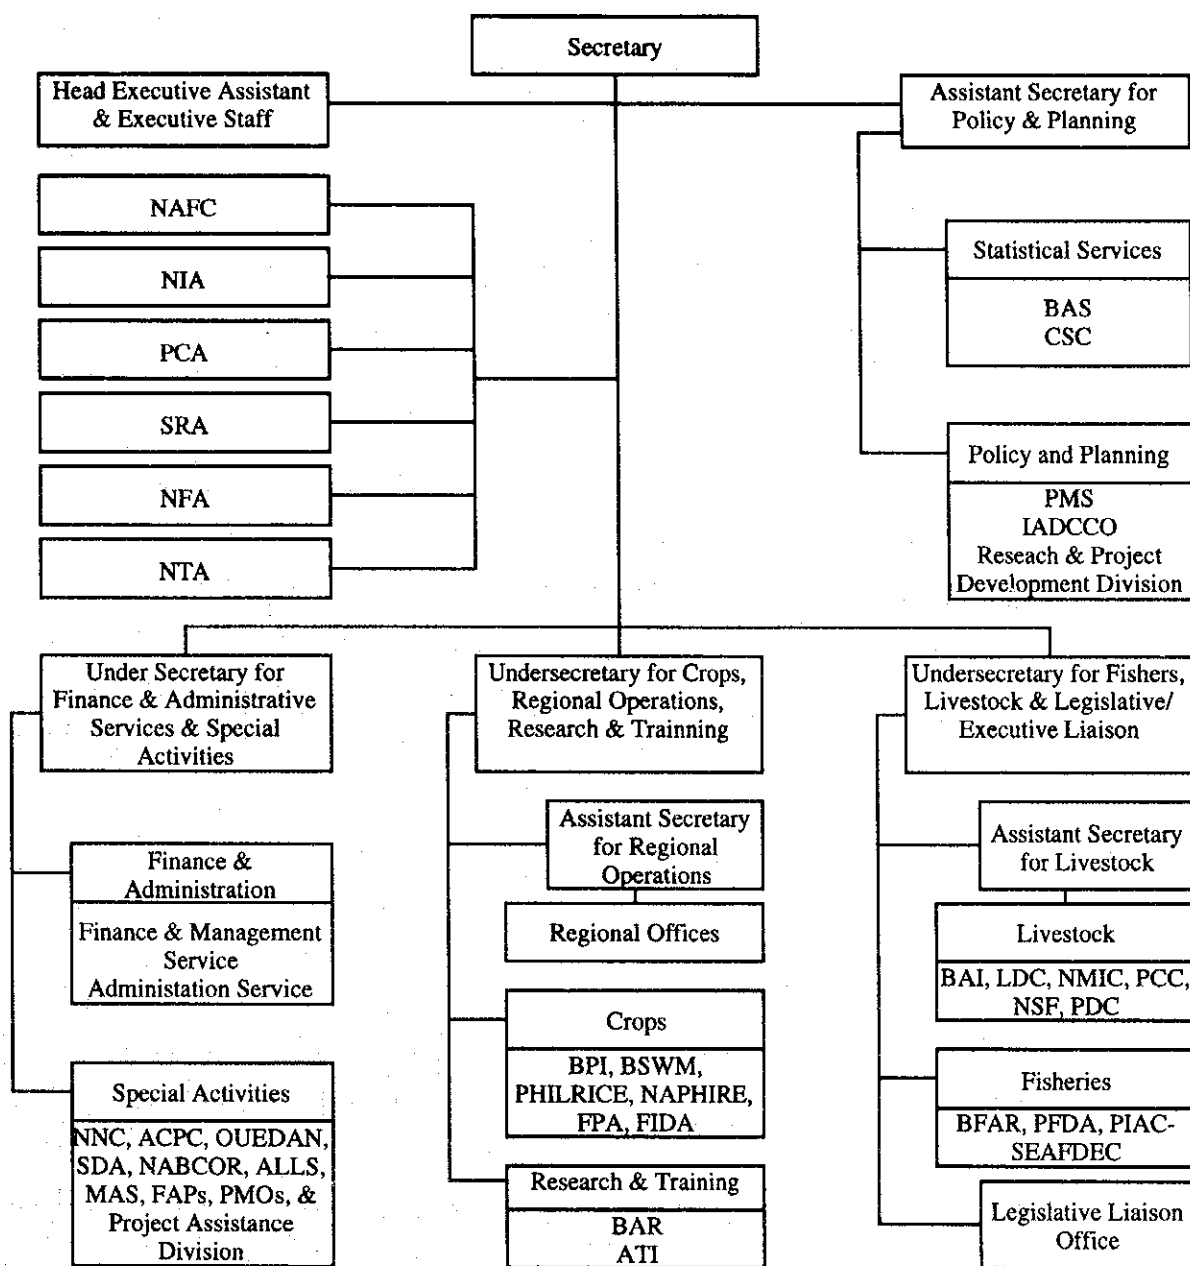 Secretary
Head Executive Assistant
& Executive Staff
Assistant Secretary for
Policy & Planning
NAFC
NIA
PCA
SRA
NFA
NTA
Statistical Services
BAS
CSC
Policy and Planning
PMS
IADCCO
Reseach & Project
Development Division
Under Secretary for
Finance & Administrative
Services & Special
Activities
Finance &
Administration
Finance & Management
Service
Administation Service
Special Activities
NNC, ACPC, OUEDAN,
SDA, NABCOR, ALLS,
MAS, FAPs, PMOs, &
Project Assistance
Division
Undersecretary for Crops,
Regional Operations,
Research & Trainning
Assistant Secretary
for Regional
Operations
Regional Offices
Crops
BPI, BSWM,
PHILRICE, NAPHIRE,
FPA, FIDA
Research & Training
BAR
ATI
Undersecretary for Fishers,
Livestock & Legislative/
Executive Liaison
Assistant Secretary
for Livestock
Livestock
BAI, LDC, NMIC, PCC,
NSF, PDC
Fisheries
BFAR, PFDA, PIAC-
SEAFDEC
Legislative Liaison
Office